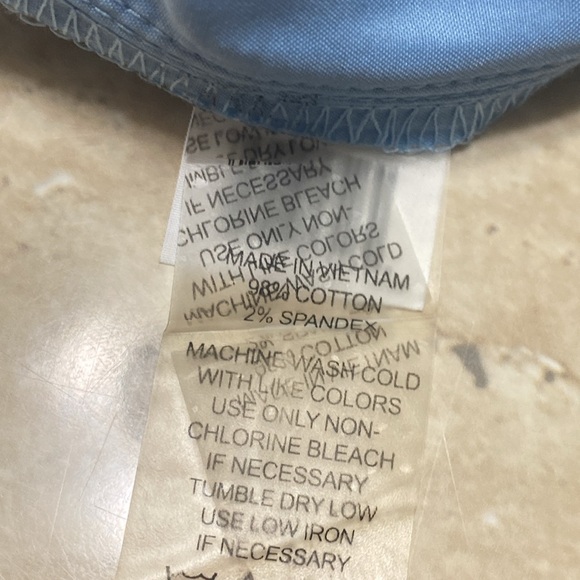 MADE IN VIETNAM
98% COTTON
2% SPANDEX
MACHINE WASH COLD
WITH LIKE COLORS
USE ONLY NON-
CHLORINE BLEACH
IF NECESSARY
TUMBLE DRY LOW
USE LOW IRON
IF NECESSARY